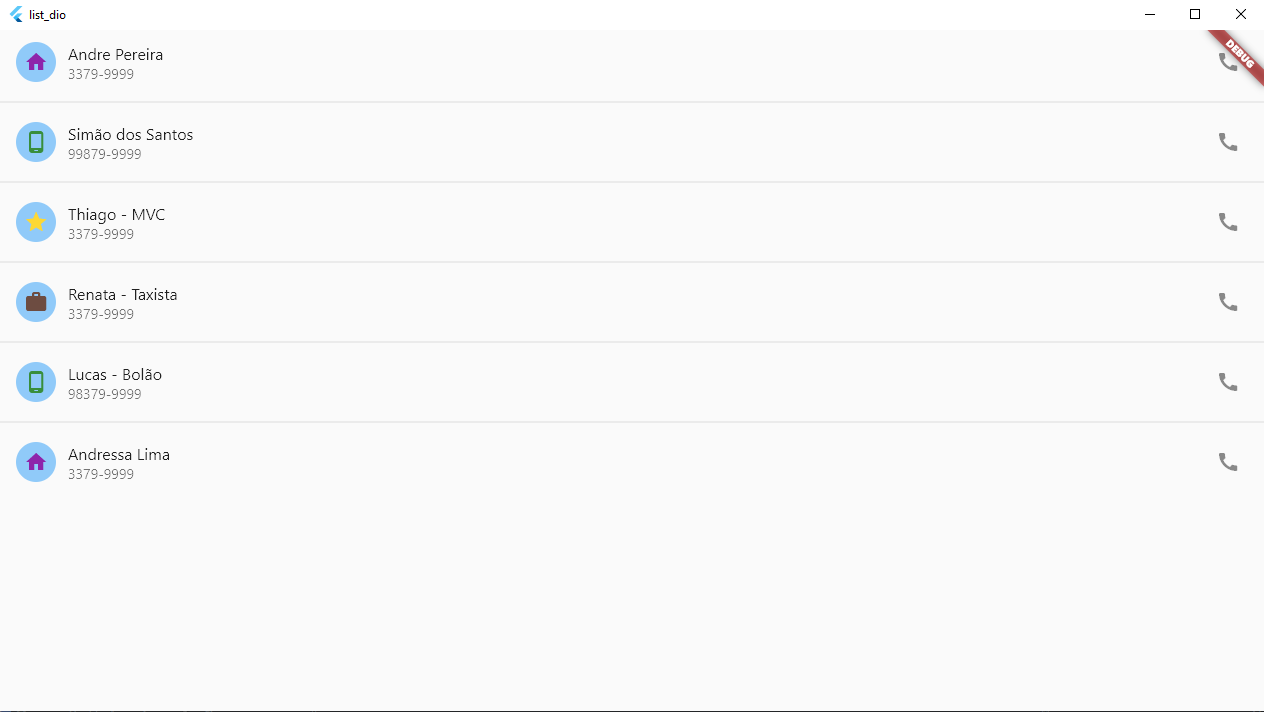 list_dio
DEBUG
Andre Pereira
3379-9999
Simão dos Santos
99879-9999
Thiago - MVC
3379-9999
Renata - Taxista
3379-9999
Lucas - Bolão
98379-9999
Andressa Lima
3379-9999